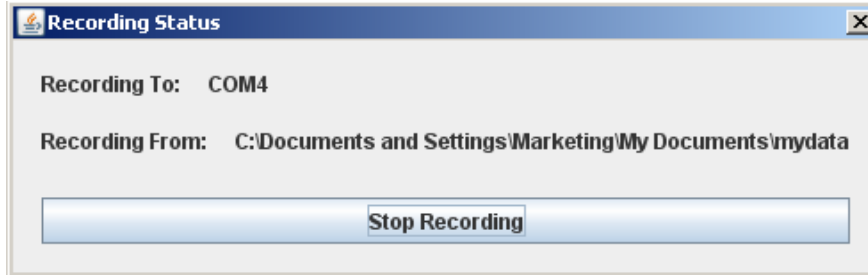 Recording Status
Recording To: COM4
Recording From: C:\Documents and Settings\Marketing\My Documents\mydata
Stop Recording